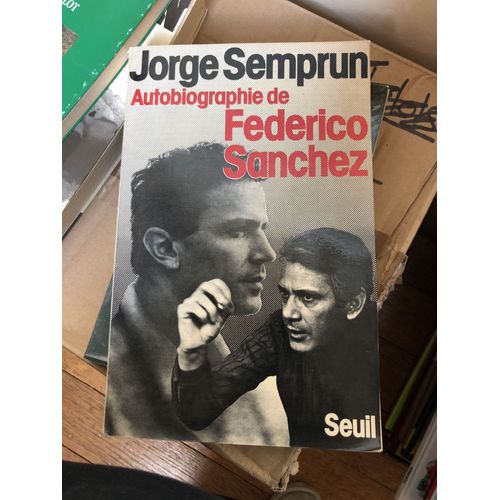 Jorge Semprun
Autobiographie de
Federico
Sanchez
Seuil